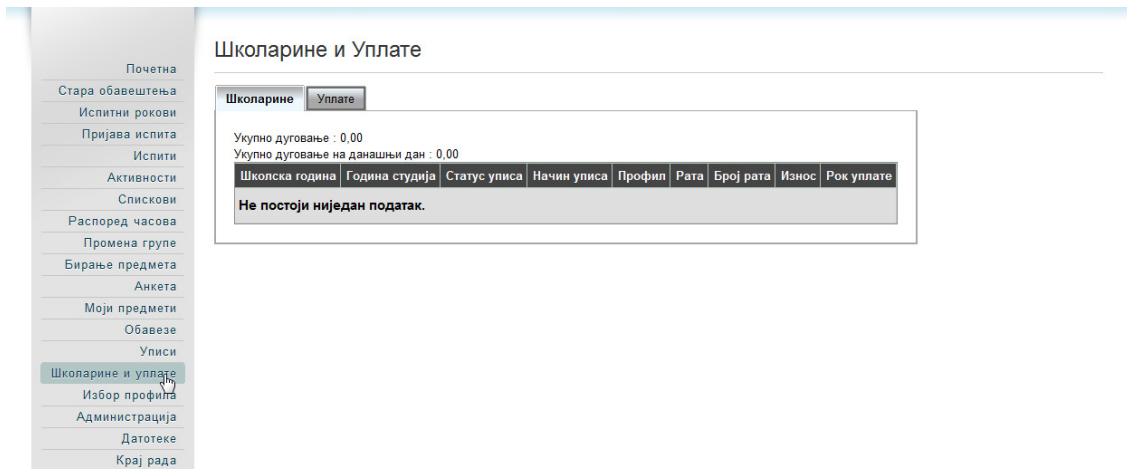 Школарине и Уплате
Почетна
Стара обавештења
Испитни рокови
Пријава испита
Испити
Активности
Спискови
Распоред часова
Промена групе
Бирање предмета
Анкета
Моји предмети
Обавезе
Уписи
Школарине и уплате
Избор профила
Администрација
Датотеке
Крај рада
Школарине Уплате
Укупно дуговање : 0,00
Укупно дуговање на данашњи дан : 0,00
Школска година Година студија Статус уписа Начин уписа Профил Рата Број рата Износ Рок уплате
Не постоји ниједан податак.